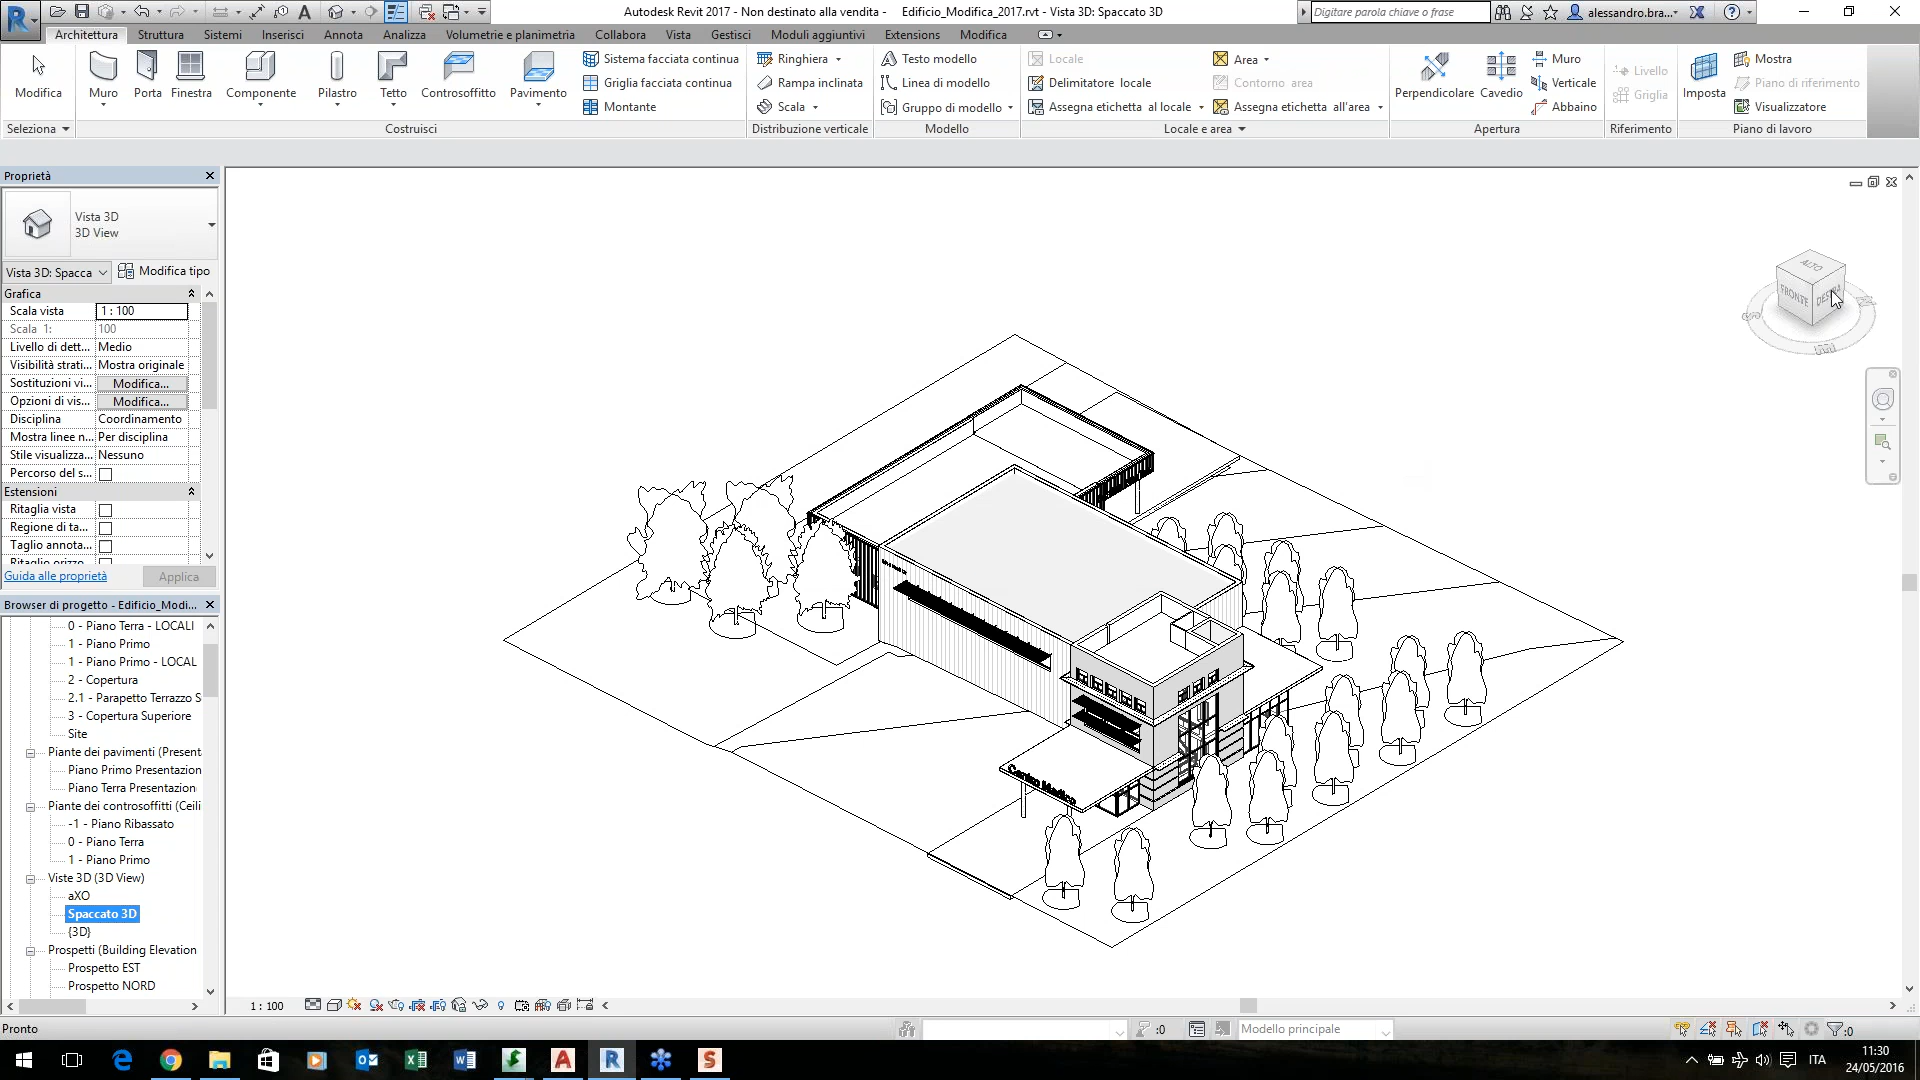 Autodesk Revit 2017 - Non destinato alla vendita - Edificio_Modifica_2017.rvt - Vista 3D: Spaccato 3D
Digitare parola chiave o frase
alessandro.bra...
Architettura Struttura Sistemi Inserisci Annota Analizza Volumetrie e planimetria Collabora Vista Gestisci Moduli aggiuntivi Extensions Modifica
Modifica
Muro
Porta
Finestra
Componente
Pilastro
Tetto
Controsoffitto
Pavimento
Sistema facciata continua
Griglia facciata continua
Montante
Ringhiera
Rampa inclinata
Scala
Testo modello
Linea di modello
Gruppo di modello
Locale
Delimitatore locale
Assegna etichetta al locale
Area
Contorno area
Assegna etichetta all'area
Perpendicolare
Cavedio
Muro
Verticale
Abbaino
Livello
Griglia
Imposta
Mostra
Piano di riferimento
Visualizzatore
Seleziona
Costruisci
Distribuzione verticale
Modello
Locale e area
Apertura
Riferimento
Piano di lavoro
Proprietà
Vista 3D
3D View
Vista 3D: Spacca
Modifica tipo
Grafica
Scala vista 1 : 100
Scala 1: 100
Livello di dett... Medio
Visibilità strati... Mostra originale
Sostituzioni vi... Modifica...
Opzioni di vis... Modifica...
Disciplina Coordinamento
Mostra linee n... Per disciplina
Stile visualizza... Nessuno
Percorso del s...
Estensioni
Ritaglia vista
Regione di ta...
Taglio annota...
Guida alle proprietà
Applica
Browser di progetto - Edificio_Modi...
0 - Piano Terra - LOCALI
1 - Piano Primo
1 - Piano Primo - LOCAL
2 - Copertura
2.1 - Parapetto Terrazzo S
3 - Copertura Superiore
Site
Piante dei pavimenti (Present
Piano Primo Presentazion
Piano Terra Presentazion
Piante dei controsoffitti (Ceili
-1 - Piano Ribassato
0 - Piano Terra
1 - Piano Primo
Viste 3D (3D View)
aXO
Spaccato 3D
{3D}
Prospetti (Building Elevation
Prospetto EST
Prospetto NORD
ALTO
FRONTE
Centro Medico
1 : 100
Pronto
:0
Modello principale
:0
ITA
11:30
24/05/2016